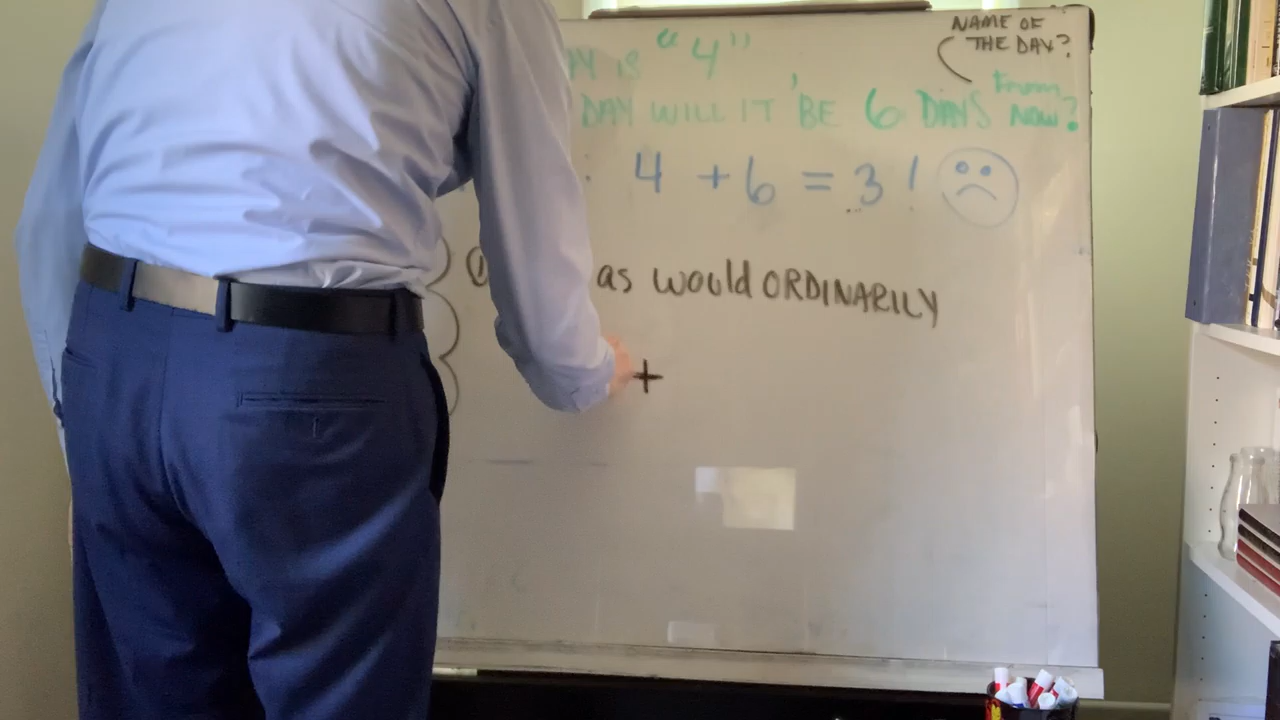 NAME OF
THE DAY?
AY IS "4"
DAY WILL IT BE 6 DAYS From Now?
4 + 6 = 3!
① as would ORDINARILY
+